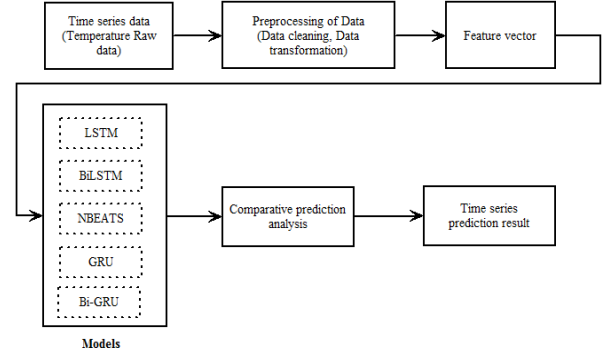 Time series data
(Temperature Raw
data)
Preprocessing of Data
(Data cleaning, Data
transformation)
Feature vector
LSTM
BiLSTM
NBEATS
GRU
Bi-GRU
Models
Comparative prediction
analysis
Time series
prediction result